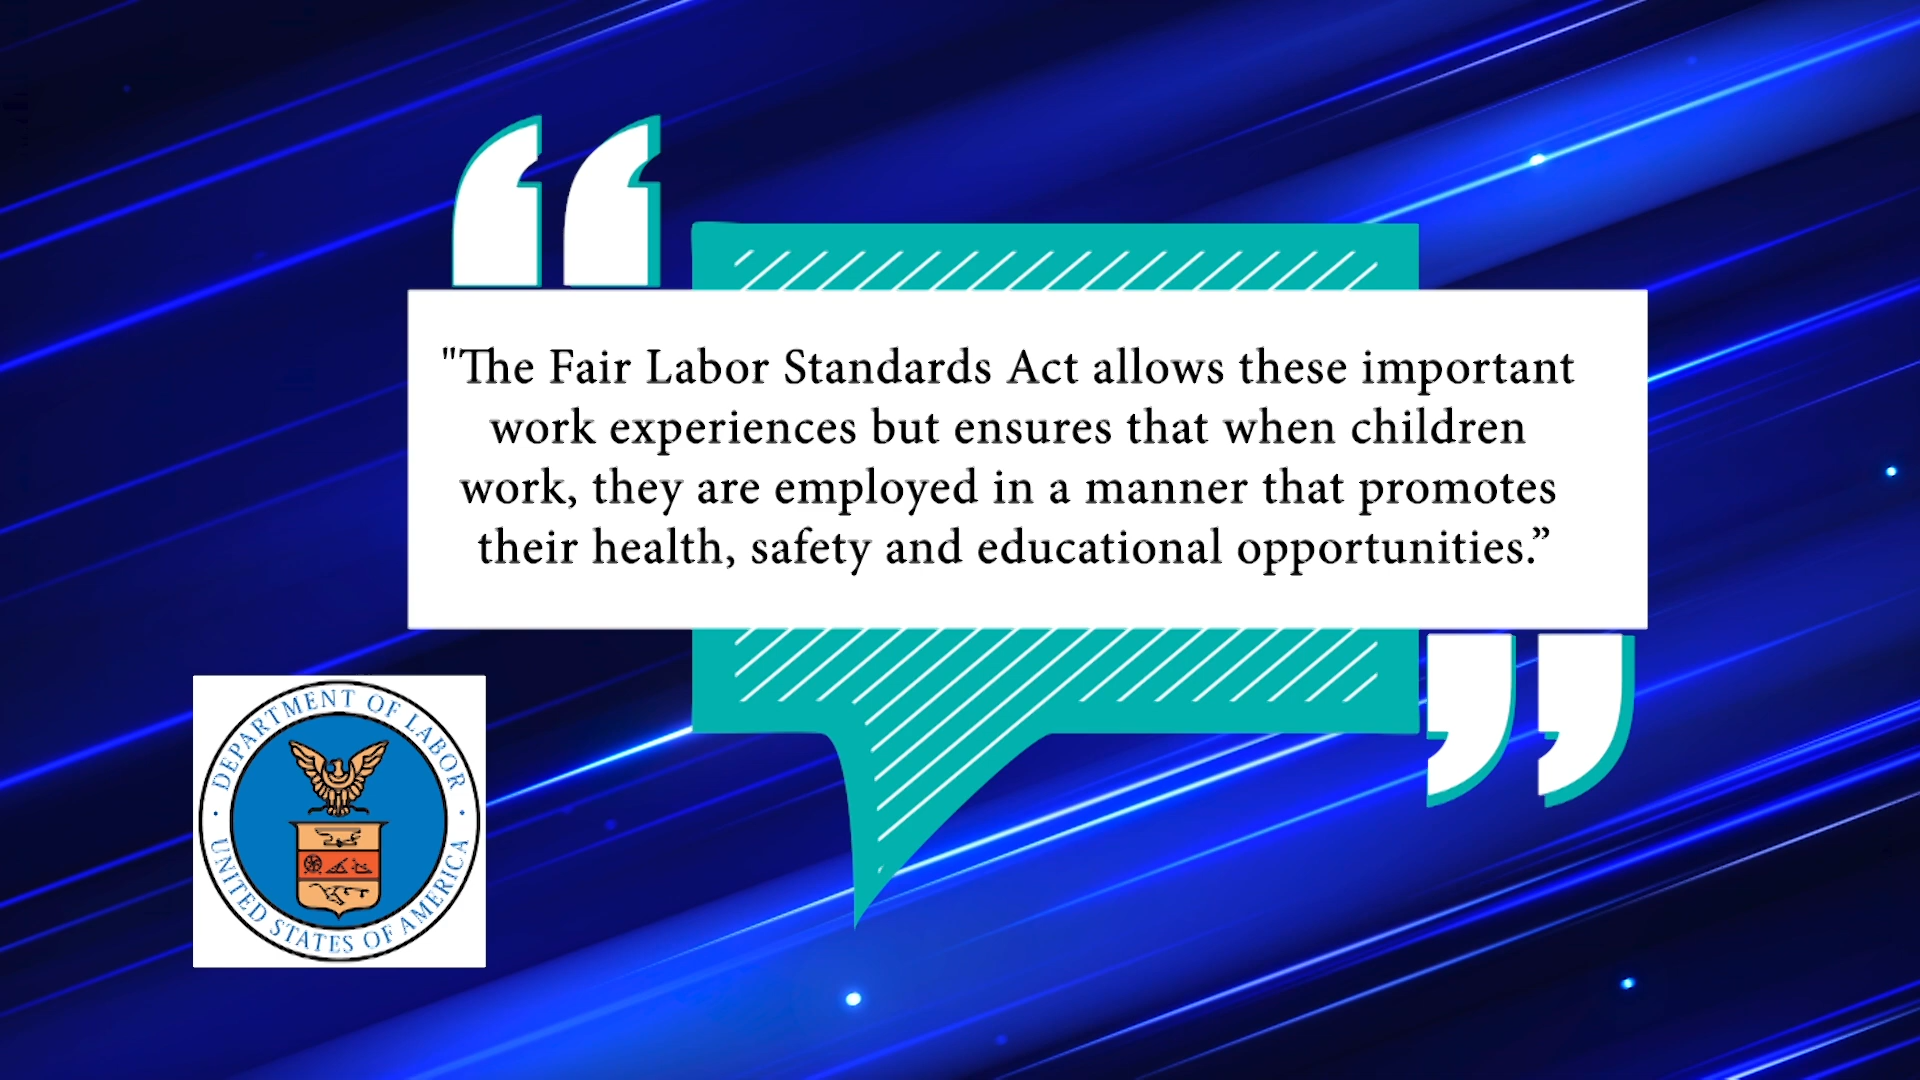 "The Fair Labor Standards Act allows these important
work experiences but ensures that when children
work, they are employed in a manner that promotes
their health, safety and educational opportunities.”
DEPARTMENT OF LABOR
UNITED STATES OF AMERICA